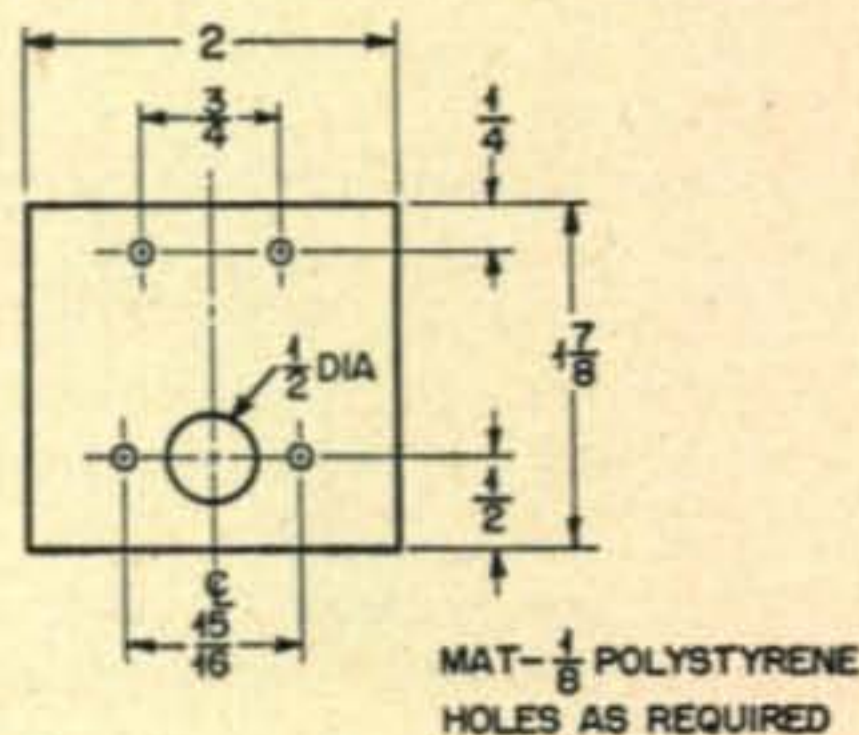 2
3/4
1/4
1/2 DIA
1 7/8
1/2
℄
15/16
MAT-1/8 POLYSTYRENE
HOLES AS REQUIRED